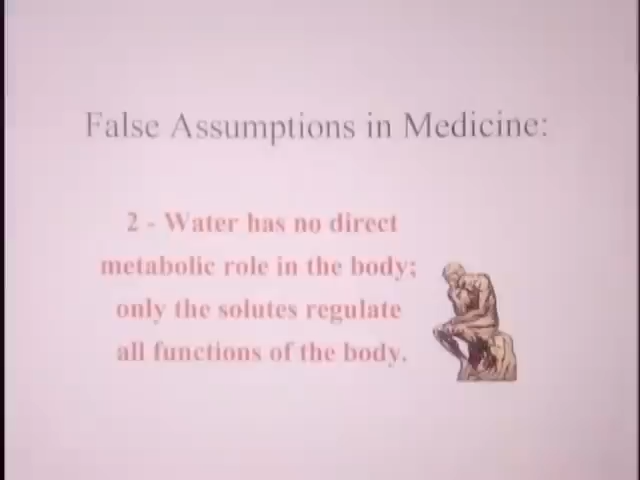 False Assumptions in Medicine:
2 - Water has no direct
metabolic role in the body;
only the solutes regulate
all functions of the body.